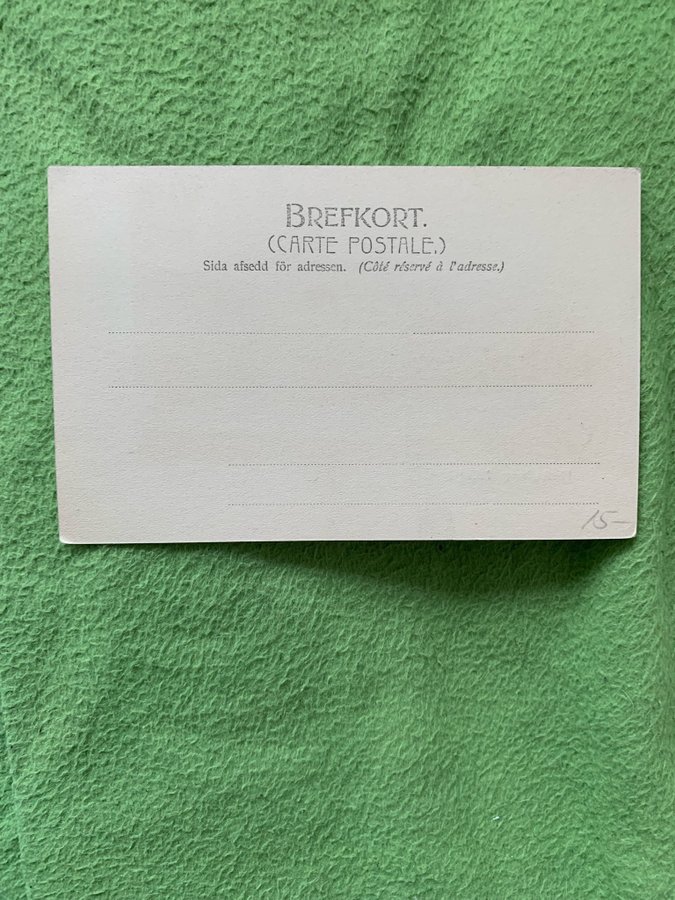 BREFKORT.
(CARTE POSTALE.)
Sida afsedd för adressen. (Côté réservé à l'adresse.)
15—